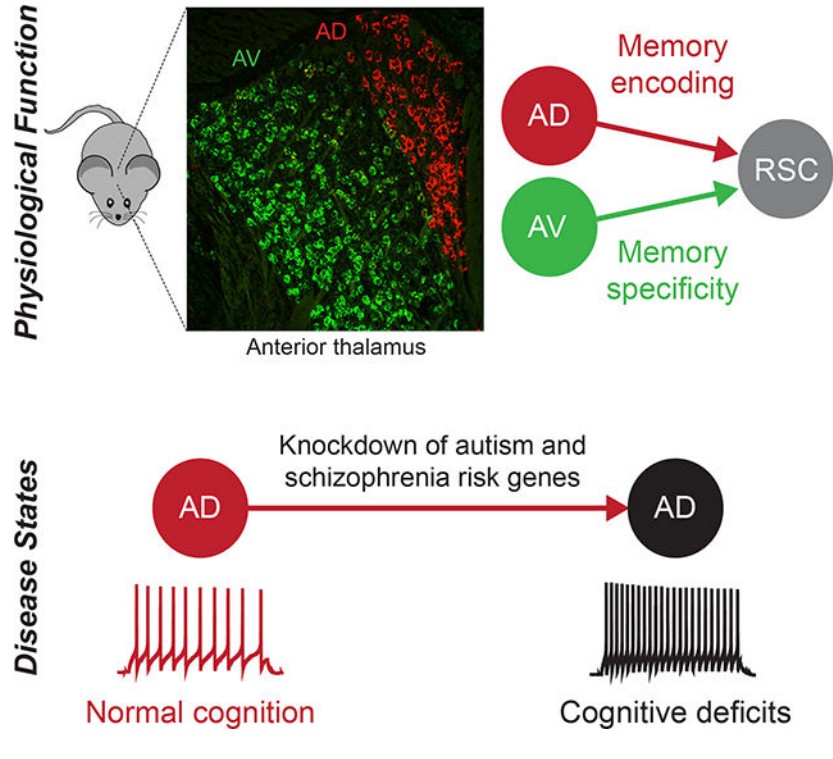 Physiological Function
AV
AD
Anterior thalamus
Memory
encoding
AD
RSC
AV
Memory
specificity
Disease States
Knockdown of autism and
schizophrenia risk genes
AD
AD
Normal cognition
Cognitive deficits